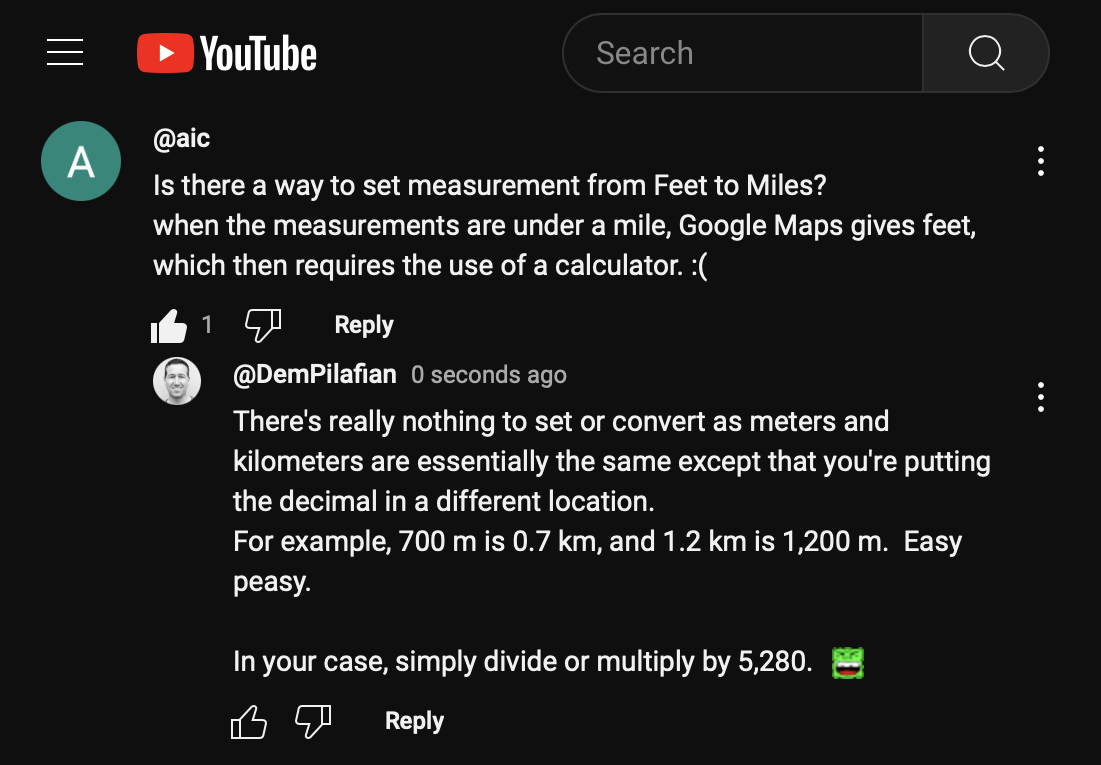 YouTube
Search
A
@aic
Is there a way to set measurement from Feet to Miles?
when the measurements are under a mile, Google Maps gives feet,
which then requires the use of a calculator. :(
1
Reply
@DemPilafian 0 seconds ago
There's really nothing to set or convert as meters and
kilometers are essentially the same except that you're putting
the decimal in a different location.
For example, 700 m is 0.7 km, and 1.2 km is 1,200 m.  Easy
peasy.
In your case, simply divide or multiply by 5,280.
Reply